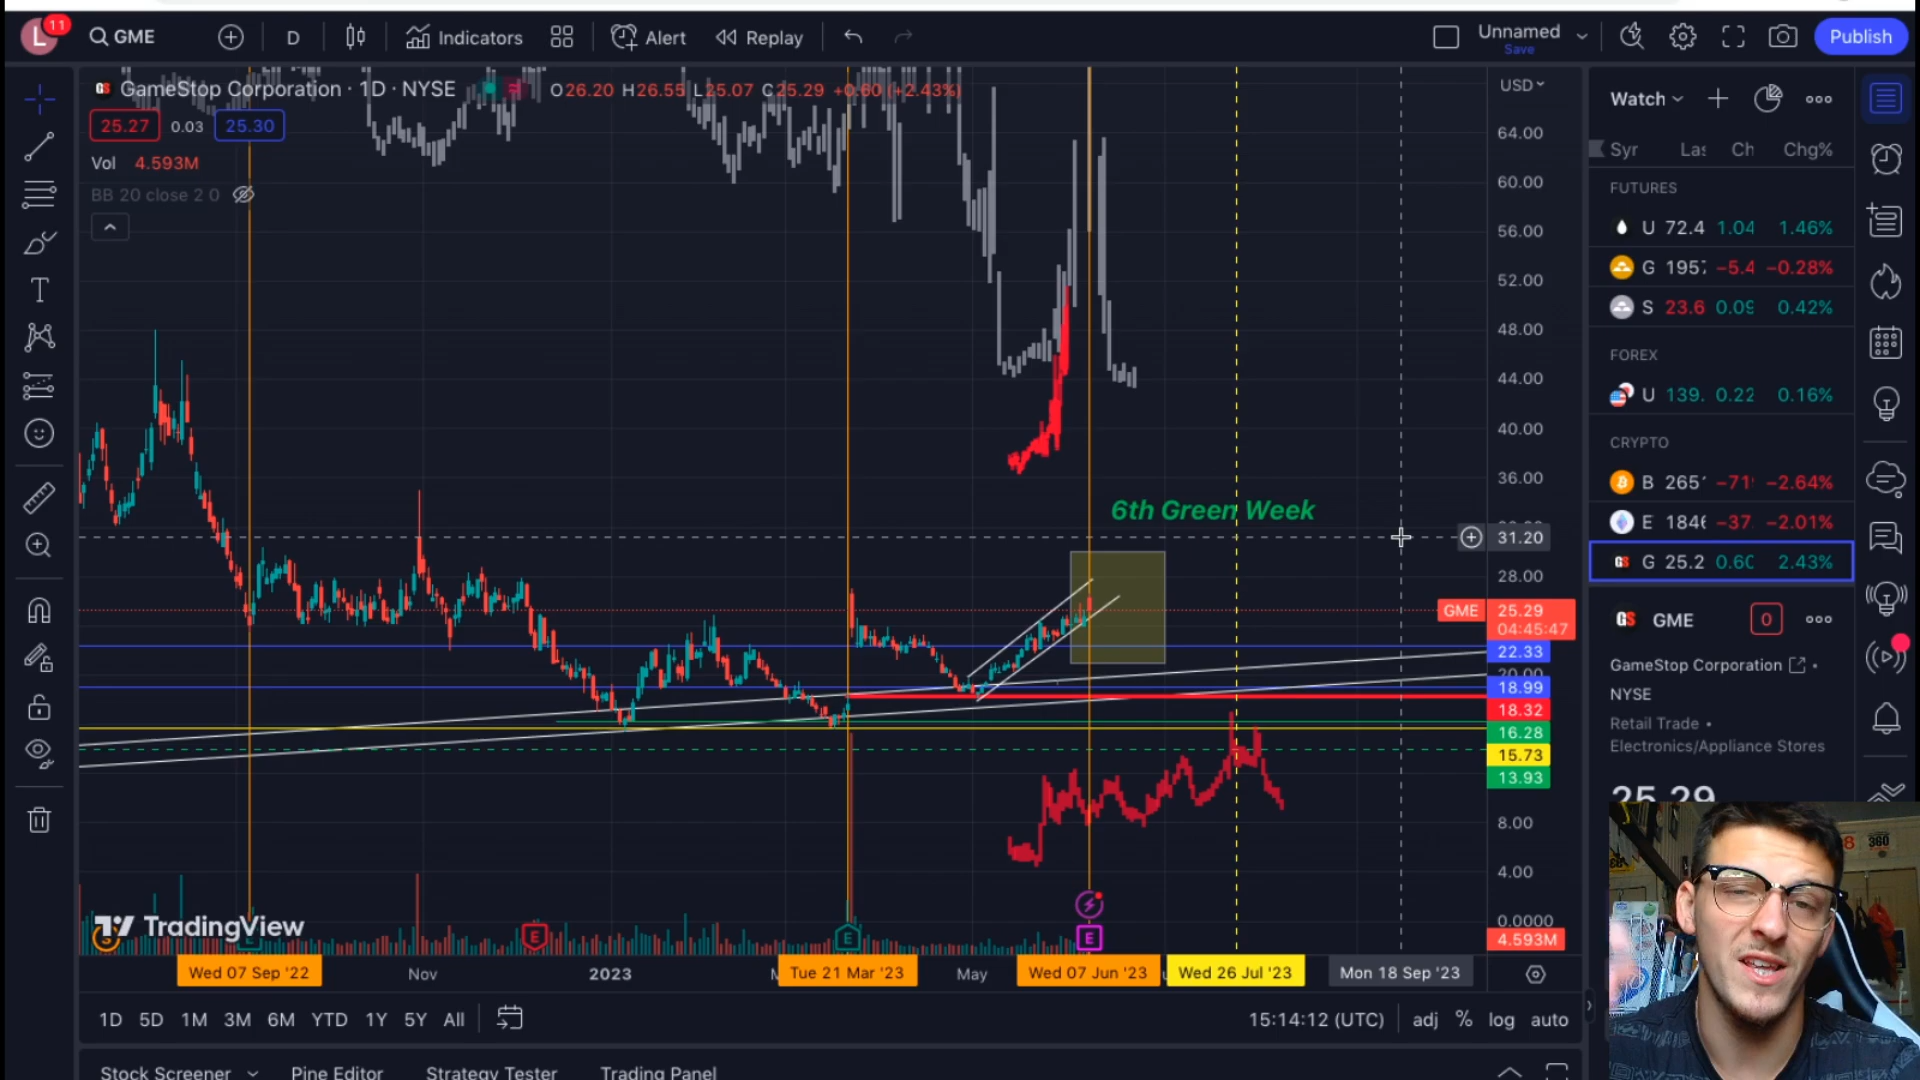 L
11
GME
D
Indicators
Alert
Replay
Unnamed
Save
Publish
GS GameStop Corporation · 1D · NYSE
O26.20 H26.55 L25.07 C25.29 +0.60 (+2.43%)
25.27 0.03 25.30
Vol 4.593M
BB 20 close 2 0
T
USD
64.00
60.00
56.00
52.00
48.00
44.00
40.00
36.00
31.20
28.00
GME 25.29
04:45:47
22.33
20.00
18.99
18.32
16.28
15.73
13.93
8.00
4.00
0.0000
4.593M
6th Green Week
TradingView
E
E
E
Wed 07 Sep '22
Nov
2023
Tue 21 Mar '23
May
Wed 07 Jun '23
Wed 26 Jul '23
Mon 18 Sep '23
1D 5D 1M 3M 6M YTD 1Y 5Y All
15:14:12 (UTC)
adj % log auto
Stock Screener
Pine Editor
Strategy Tester
Trading Panel
Watch
Syr Las Ch Chg%
FUTURES
U 72.4 1.04 1.46%
G 1957 −5.4 −0.28%
S 23.6 0.09 0.42%
FOREX
U 139. 0.22 0.16%
CRYPTO
B 265 −71 −2.64%
E 1846 −37 −2.01%
GS G 25.2 0.60 2.43%
GS GME 0
GameStop Corporation ·
NYSE
Retail Trade •
Electronics/Appliance Stores
25.29
360